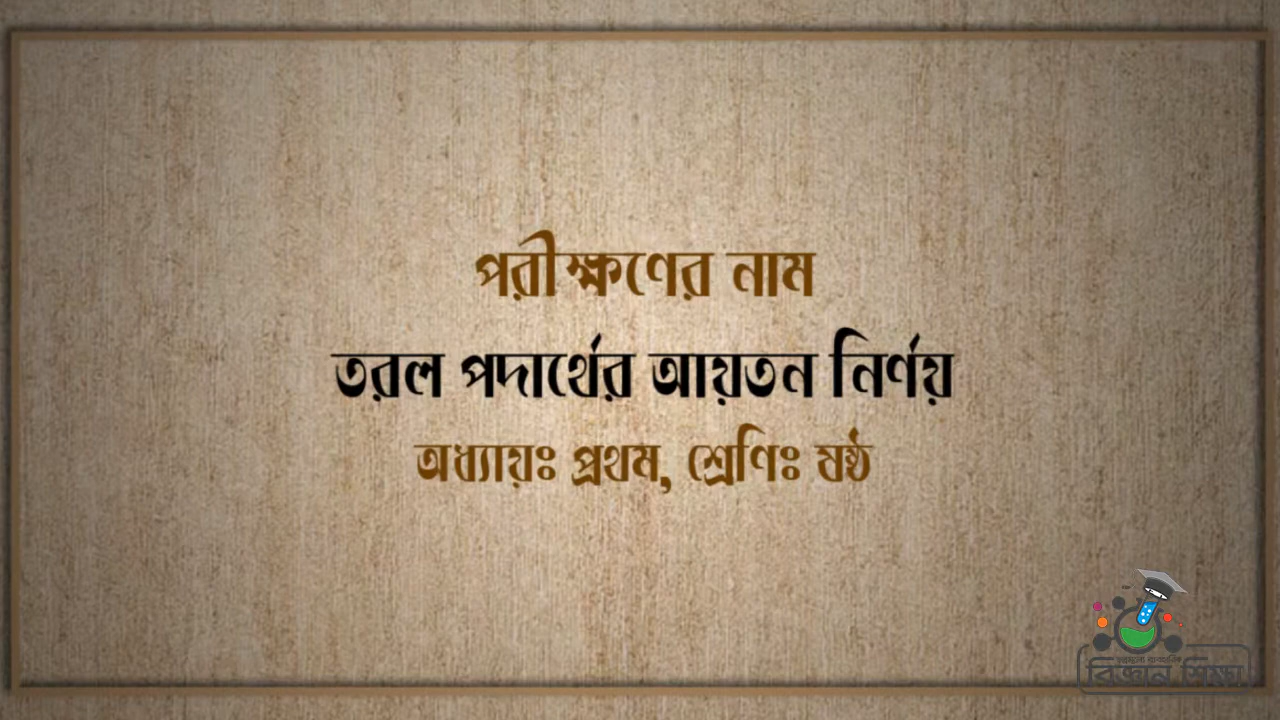 পরীক্ষণের নাম
তরল পদার্থের আয়তন নির্ণয়
অধ্যায়ঃ প্রথম, শ্রেণিঃ ষষ্ঠ
বিজ্ঞান শিক্ষা